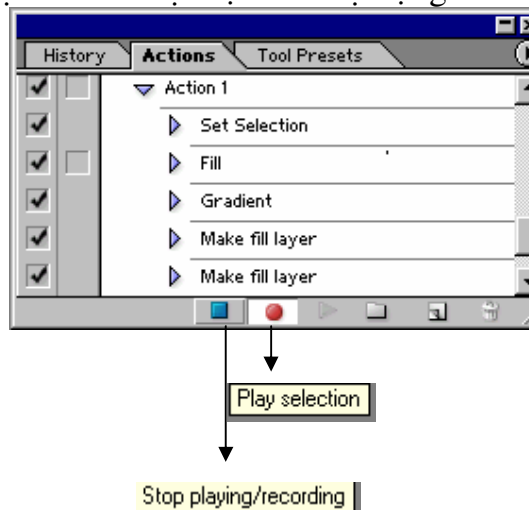 History Actions Tool Presets
Action 1
Set Selection
Fill
Gradient
Make fill layer
Make fill layer
Play selection
Stop playing/recording